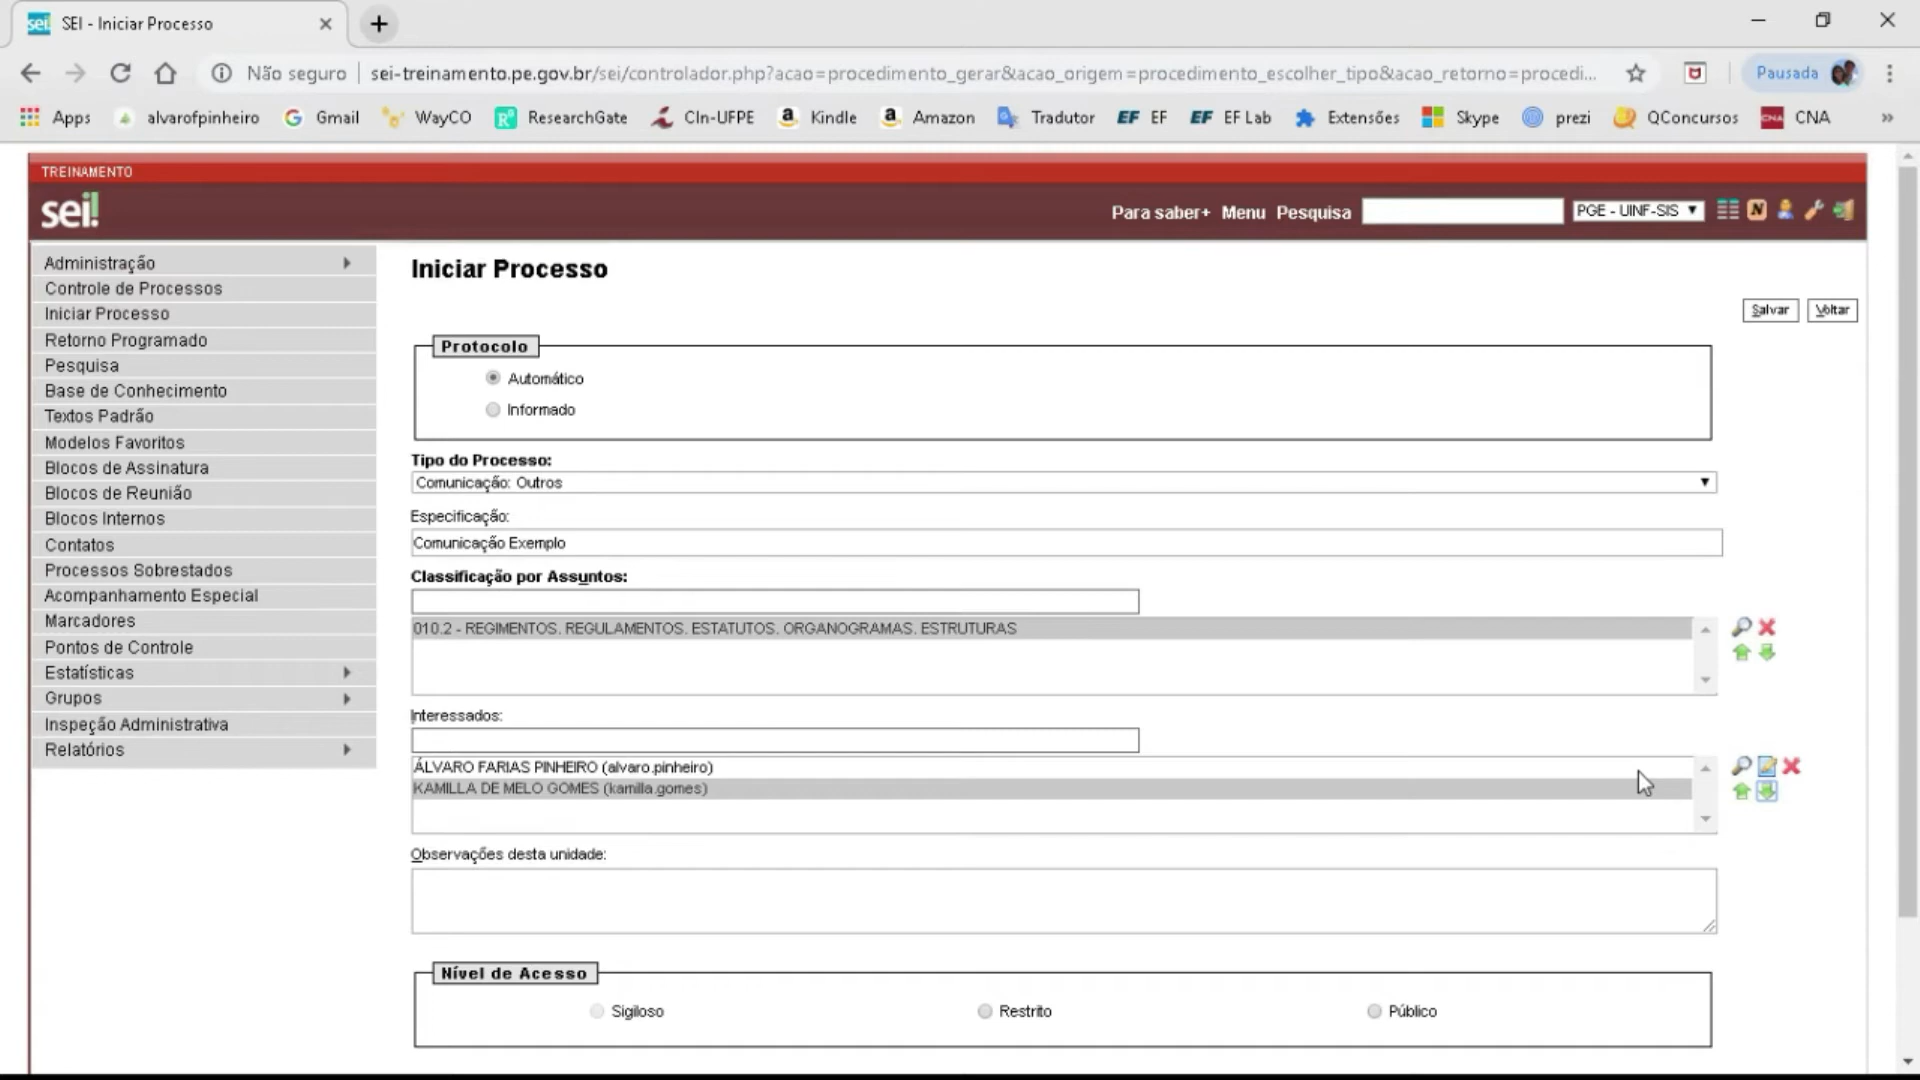 SEI - Iniciar Processo
Não seguro
sei-treinamento.pe.gov.br/sei/controlador.php?acao=procedimento_gerar&acao_origem=procedimento_escolher_tipo&acao_retorno=procedi...
Pausada
Apps
alvarofpinheiro
Gmail
WayCO
ResearchGate
CIn-UFPE
Kindle
Amazon
Tradutor
EF
EF Lab
Extensões
Skype
prezi
QConcursos
CNA
TREINAMENTO
sei!
Para saber+ Menu Pesquisa
PGE - UINF-SIS
Administração
Controle de Processos
Iniciar Processo
Retorno Programado
Pesquisa
Base de Conhecimento
Textos Padrão
Modelos Favoritos
Blocos de Assinatura
Blocos de Reunião
Blocos Internos
Contatos
Processos Sobrestados
Acompanhamento Especial
Marcadores
Pontos de Controle
Estatísticas
Grupos
Inspeção Administrativa
Relatórios
Iniciar Processo
Salvar
Voltar
Protocolo
Automático
Informado
Tipo do Processo:
Comunicação: Outros
Especificação:
Comunicação Exemplo
Classificação por Assuntos:
010.2 - REGIMENTOS. REGULAMENTOS. ESTATUTOS. ORGANOGRAMAS. ESTRUTURAS
Interessados:
ÁLVARO FARIAS PINHEIRO (alvaro.pinheiro)
KAMILLA DE MELO GOMES (kamilla.gomes)
Observações desta unidade:
Nível de Acesso
Sigiloso
Restrito
Público